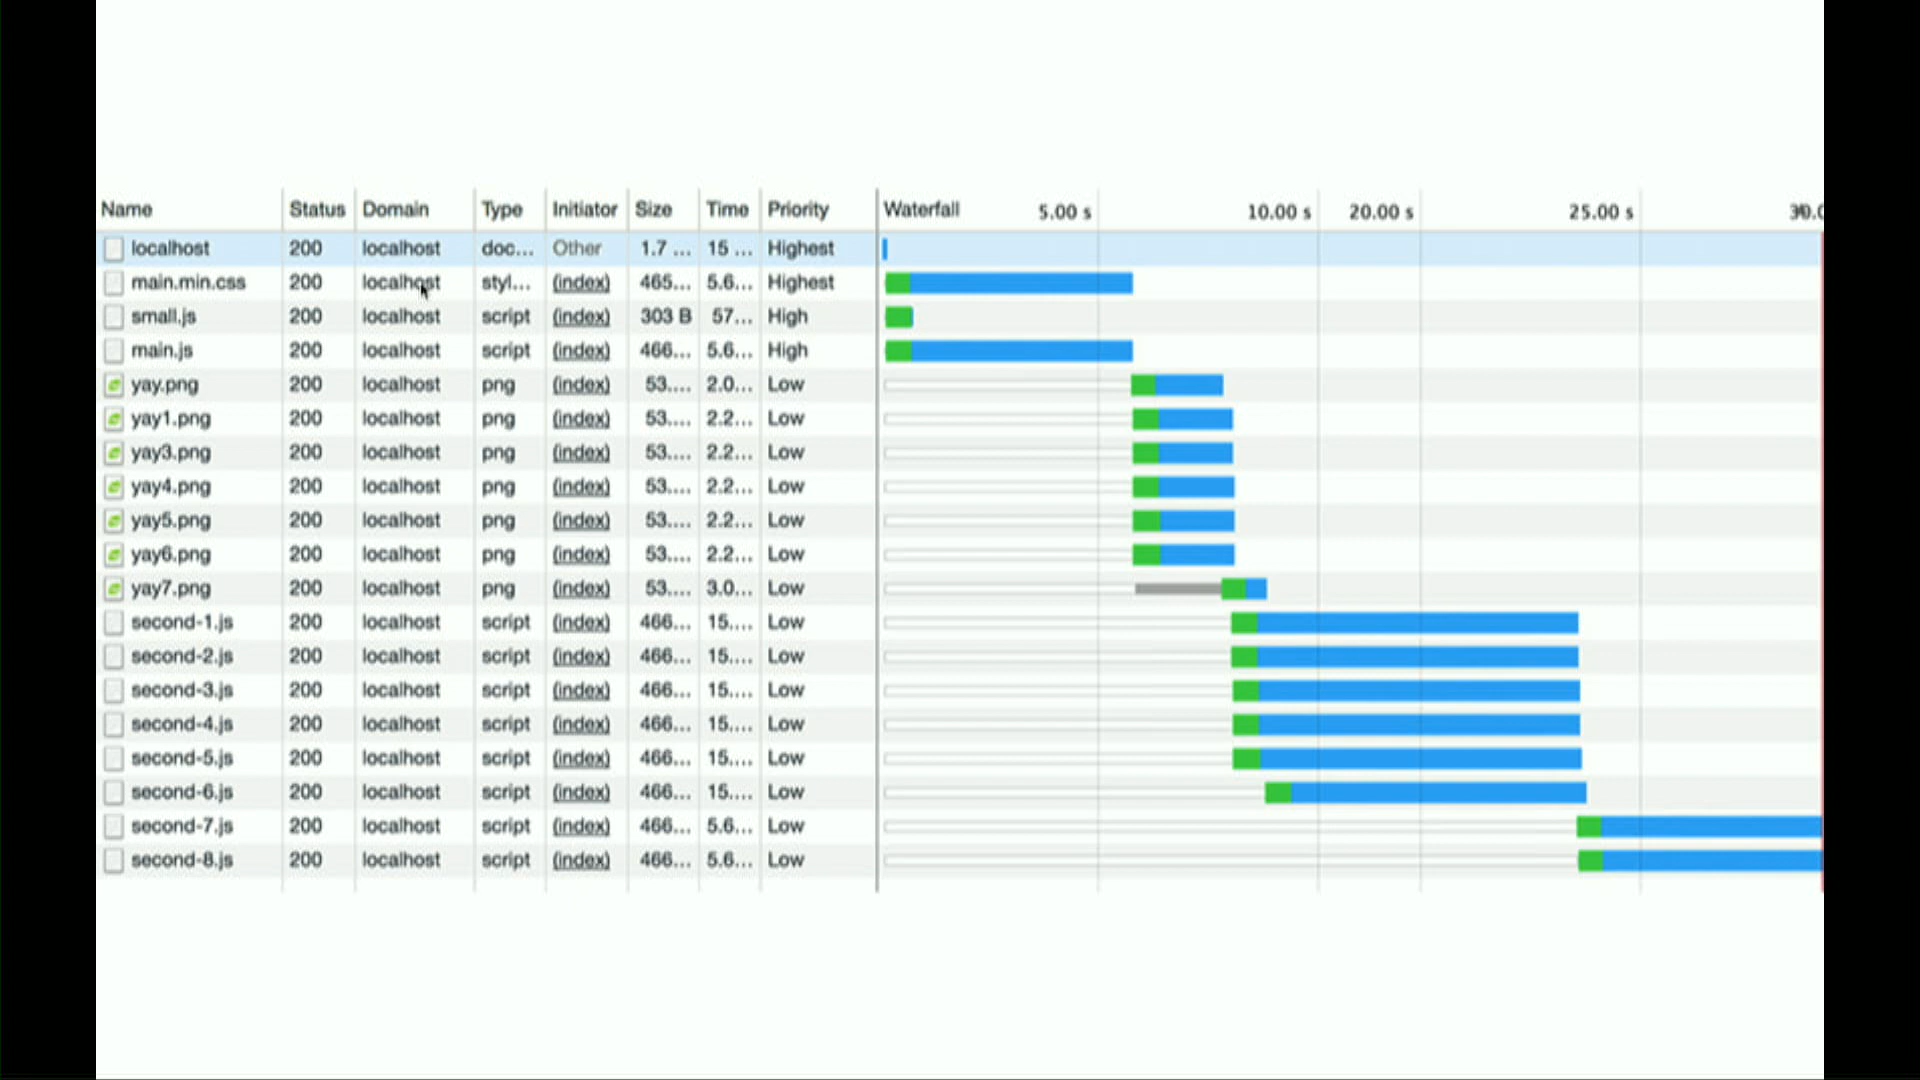 Name Status Domain Type Initiator Size Time Priority Waterfall 5.00 s 10.00 s 20.00 s 25.00 s
localhost 200 localhost doc... Other 1.7 ... 15 ... Highest
main.min.css 200 localhost styl... (index) 465... 5.6... Highest
small.js 200 localhost script (index) 303 B 57... High
main.js 200 localhost script (index) 466... 5.6... High
yay.png 200 localhost png (index) 53.... 2.0... Low
yay1.png 200 localhost png (index) 53.... 2.2... Low
yay3.png 200 localhost png (index) 53.... 2.2... Low
yay4.png 200 localhost png (index) 53.... 2.2... Low
yay5.png 200 localhost png (index) 53.... 2.2... Low
yay6.png 200 localhost png (index) 53.... 2.2... Low
yay7.png 200 localhost png (index) 53.... 3.0... Low
second-1.js 200 localhost script (index) 466... 15.... Low
second-2.js 200 localhost script (index) 466... 15.... Low
second-3.js 200 localhost script (index) 466... 15.... Low
second-4.js 200 localhost script (index) 466... 15.... Low
second-5.js 200 localhost script (index) 466... 15.... Low
second-6.js 200 localhost script (index) 466... 15.... Low
second-7.js 200 localhost script (index) 466... 5.6... Low
second-8.js 200 localhost script (index) 466... 5.6... Low